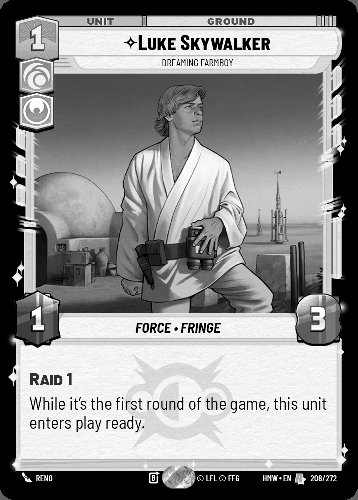 UNIT GROUND
1
✧LUKE SKYWALKER
DREAMING FARMBOY
1
FORCE • FRINGE
3
RAID 1
While it’s the first round of the game, this unit
enters play ready.
RENO
© LFL © FFG
HMW • EN
208/272